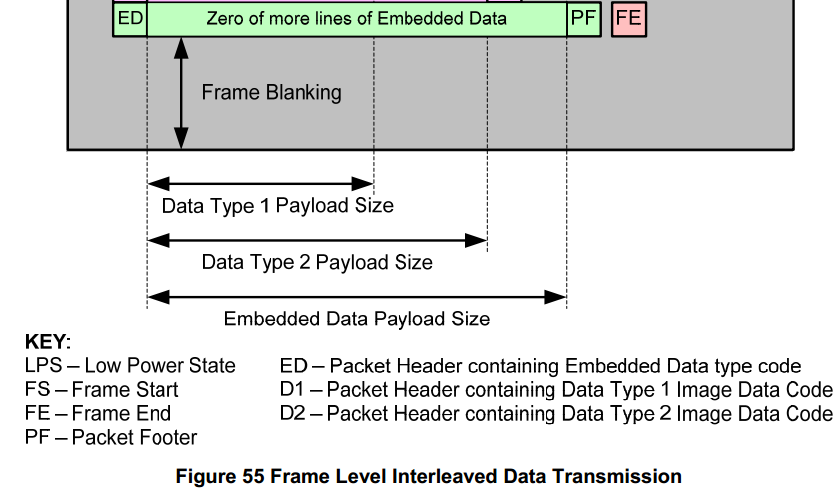 ED Zero of more lines of Embedded Data PF FE
Frame Blanking
Data Type 1 Payload Size
Data Type 2 Payload Size
Embedded Data Payload Size
KEY:
LPS – Low Power State ED – Packet Header containing Embedded Data type code
FS – Frame Start D1 – Packet Header containing Data Type 1 Image Data Code
FE – Frame End D2 – Packet Header containing Data Type 2 Image Data Code
PF – Packet Footer
Figure 55 Frame Level Interleaved Data Transmission